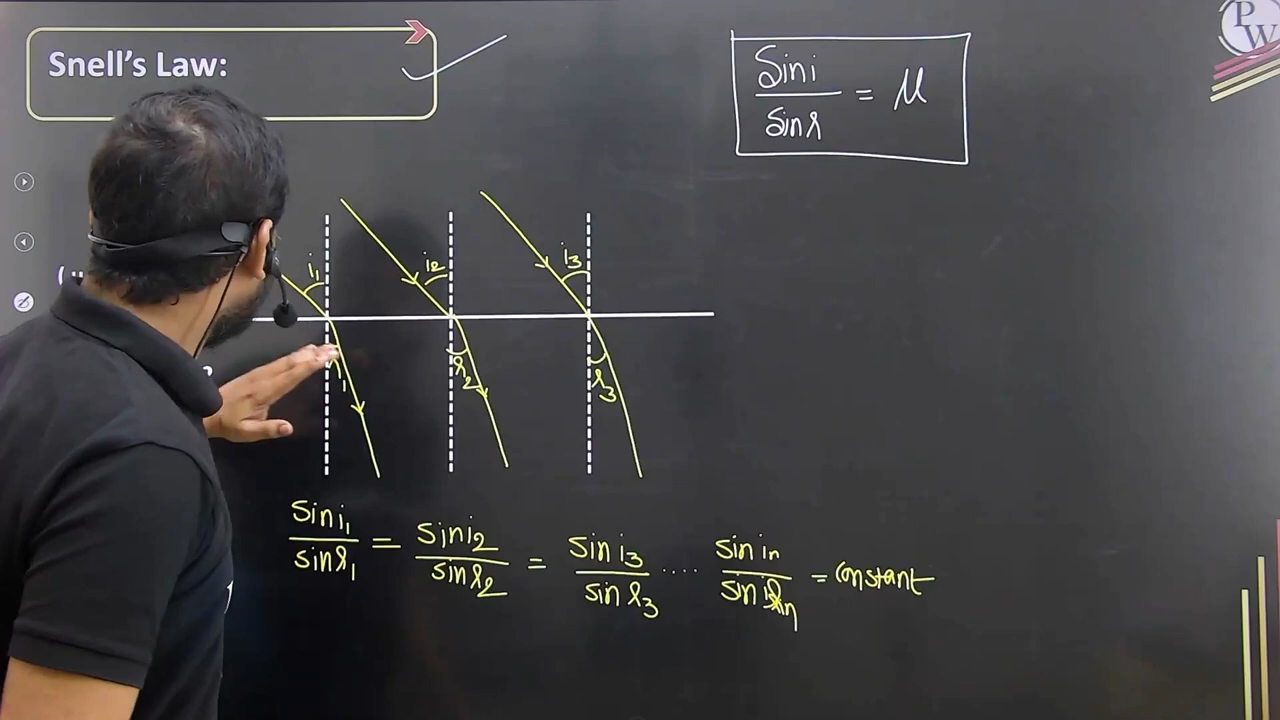 Snell's Law:
PW
Sin i / Sin r = μ
i₁ i₂ i₃
r₁ r₂ r₃
Sin i₁ / Sin r₁ = Sin i₂ / Sin r₂ = Sin i₃ / Sin r₃ .... Sin iₙ / Sin rₙ = Constant